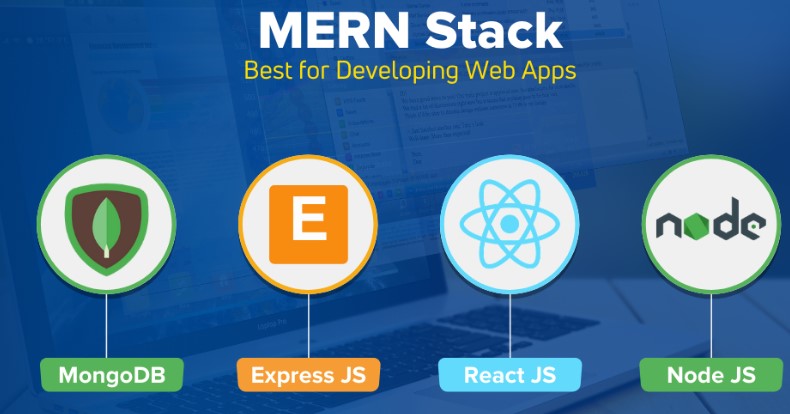 MERN Stack
Best for Developing Web Apps
E
node
MongoDB
Express JS
React JS
Node JS